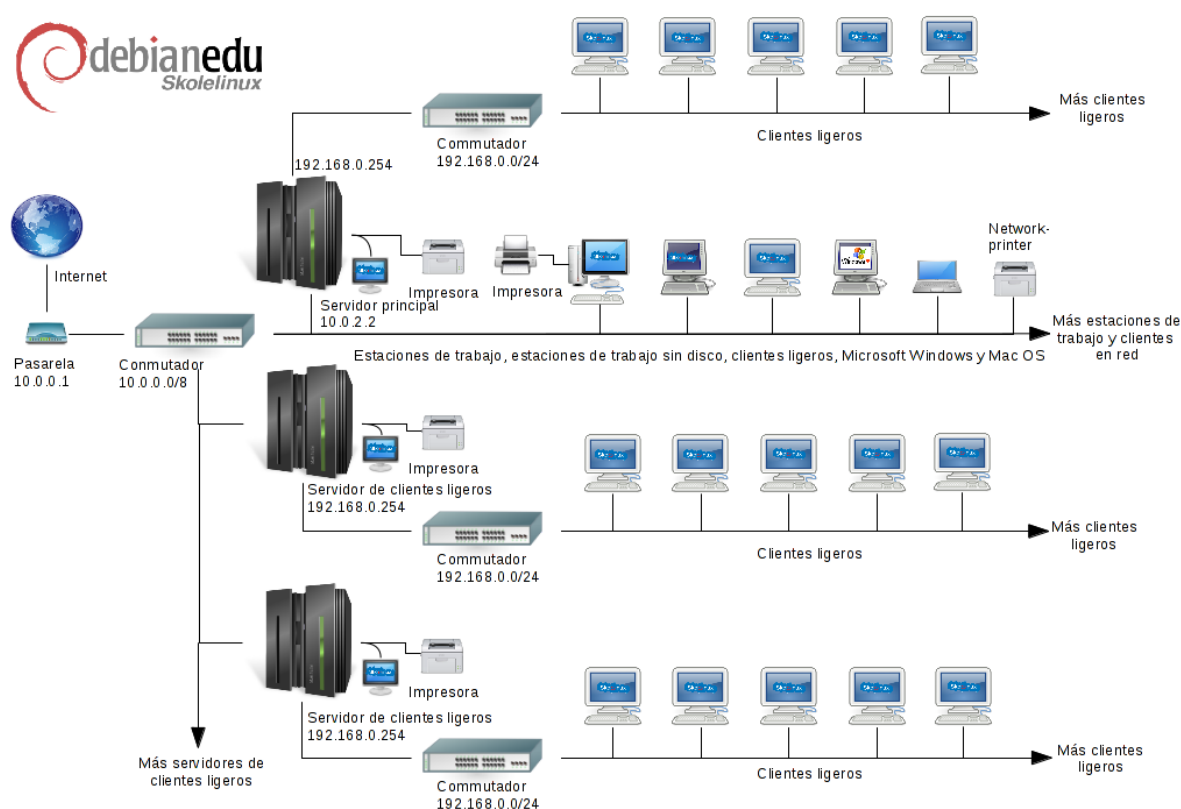 debianedu
Skolelinux
Commutador
192.168.0.0/24
Clientes ligeros
Más clientes
ligeros
192.168.0.254
Internet
Pasarela
10.0.0.1
Commutador
10.0.0.0/8
Servidor principal
10.0.2.2
Impresora
Impresora
Network-
printer
Estaciones de trabajo, estaciones de trabajo sin disco, clientes ligeros, Microsoft Windows y Mac OS
Más estaciones de
trabajo y clientes
en red
Impresora
Servidor de clientes ligeros
192.168.0.254
Commutador
192.168.0.0/24
Clientes ligeros
Más clientes
ligeros
Impresora
Servidor de clientes ligeros
192.168.0.254
Commutador
192.168.0.0/24
Clientes ligeros
Más clientes
ligeros
Más servidores de
clientes ligeros